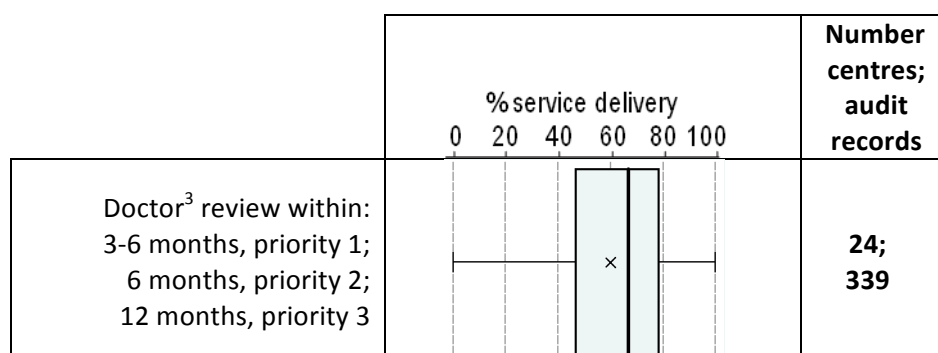 Number
centres;
audit
records
% service delivery
0 20 40 60 80 100
Doctor³ review within:
3-6 months, priority 1;
6 months, priority 2;
12 months, priority 3
24;
339